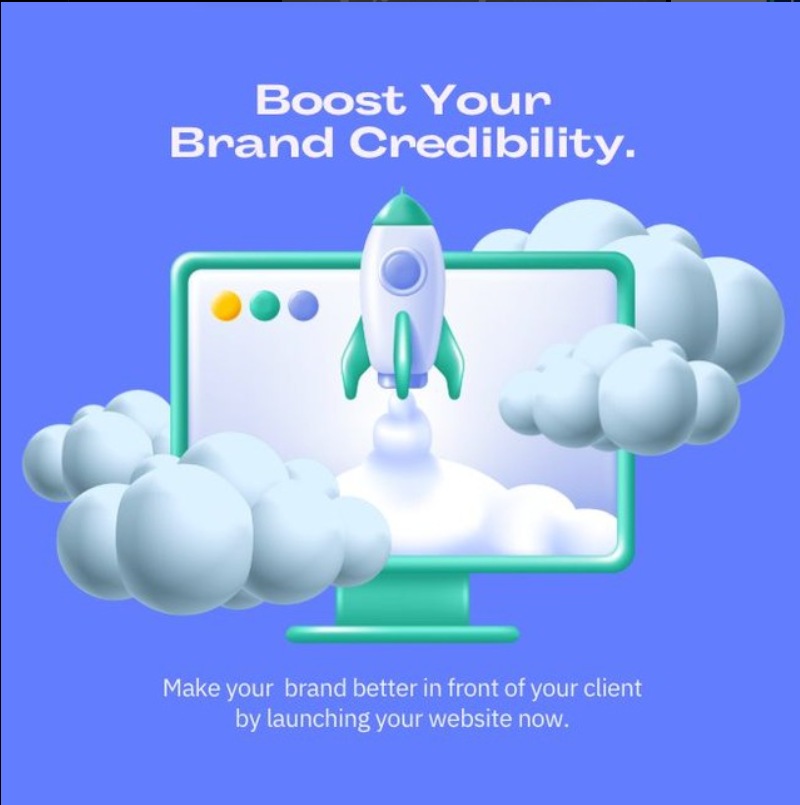 Boost Your
Brand Credibility.
Make your  brand better in front of your client
by launching your website now.